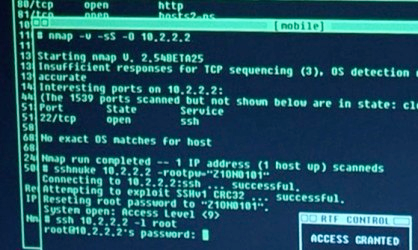 80/tcp open http
81/tcp open hosts2-ns
[mobile]
# nmap -v -sS -O 10.2.2.2
Starting nmap V. 2.54BETA25
Insufficient responses for TCP sequencing (3), OS detection
accurate
Interesting ports on 10.2.2.2:
(The 1539 ports scanned but not shown below are in state: clo
Port State Service
22/tcp open ssh
No exact OS matches for host
Nmap run completed -- 1 IP address (1 host up) scanneds
# sshnuke 10.2.2.2 -rootpw="Z10N0101"
Connecting to 10.2.2.2:ssh ... successful.
Attempting to exploit SSHv1 CRC32 ... successful.
Reseting root password to "Z10N0101".
System open: Access Level <9>
# ssh 10.2.2.2 -l root
root@10.2.2.2's password:
RTF CONTROL
ACCESS GRANTED